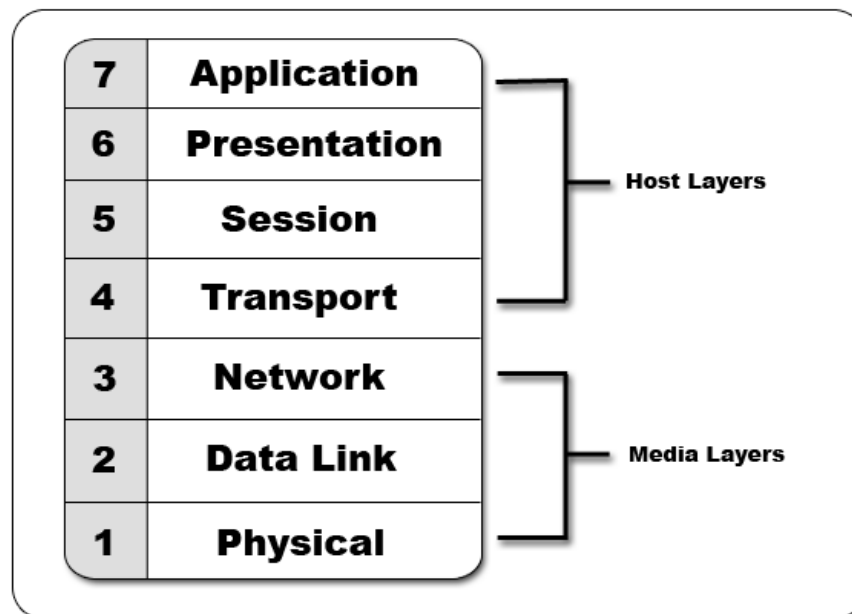 7 Application
6 Presentation
5 Session
4 Transport
3 Network
2 Data Link
1 Physical
Host Layers
Media Layers